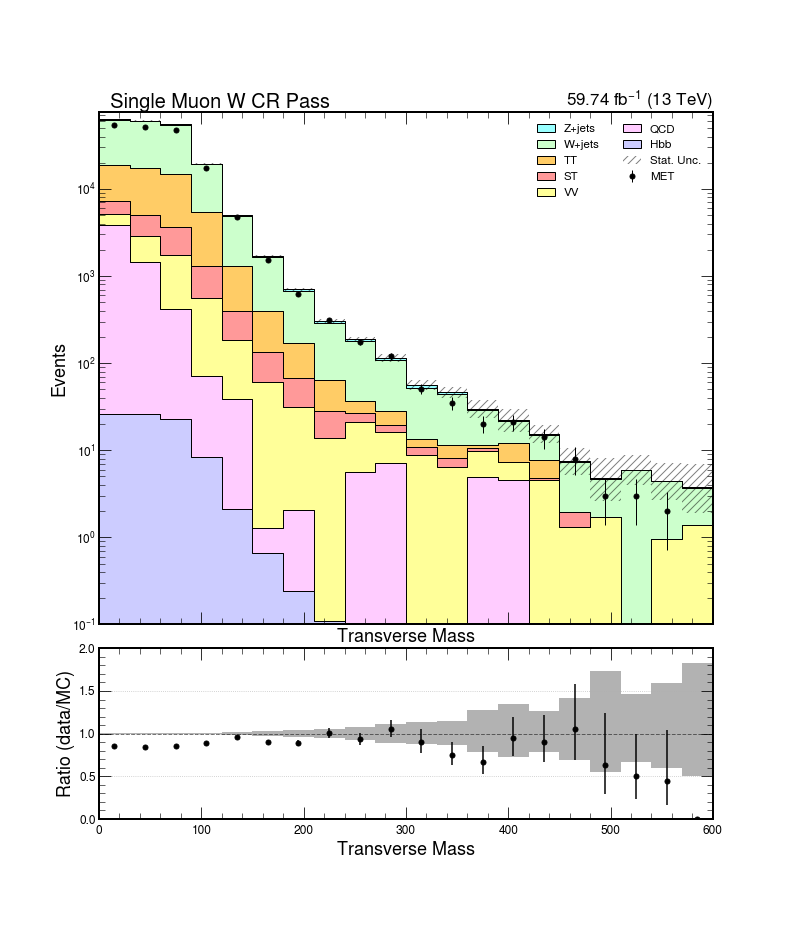 Single Muon W CR Pass
59.74 fb⁻¹ (13 TeV)
Z+jets
W+jets
TT
ST
VV
QCD
Hbb
Stat. Unc.
MET
Events
10⁴
10³
10²
10¹
10⁰
10⁻¹
Transverse Mass
Ratio (data/MC)
2.0
1.5
1.0
0.5
0.0
0 100 200 300 400 500 600
Transverse Mass